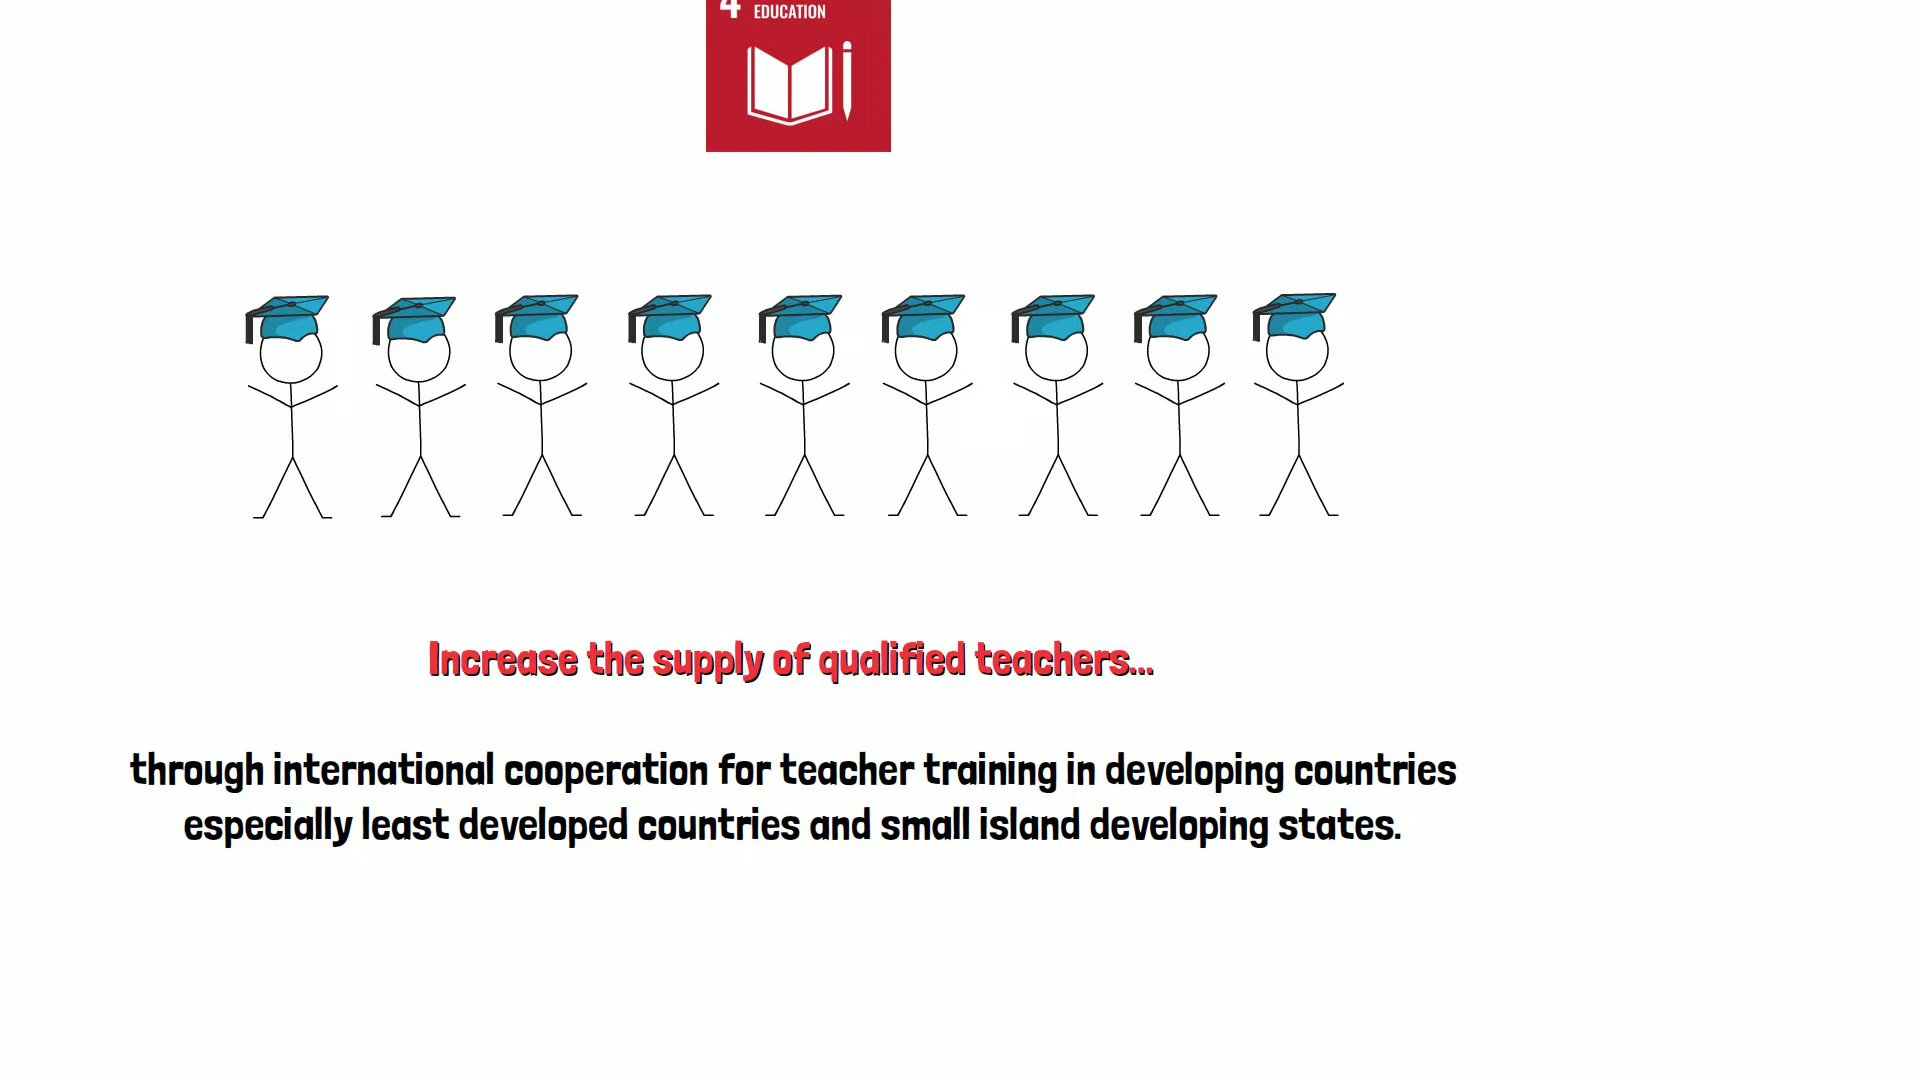 4 EDUCATION
Increase the supply of qualified teachers...
through international cooperation for teacher training in developing countries
especially least developed countries and small island developing states.